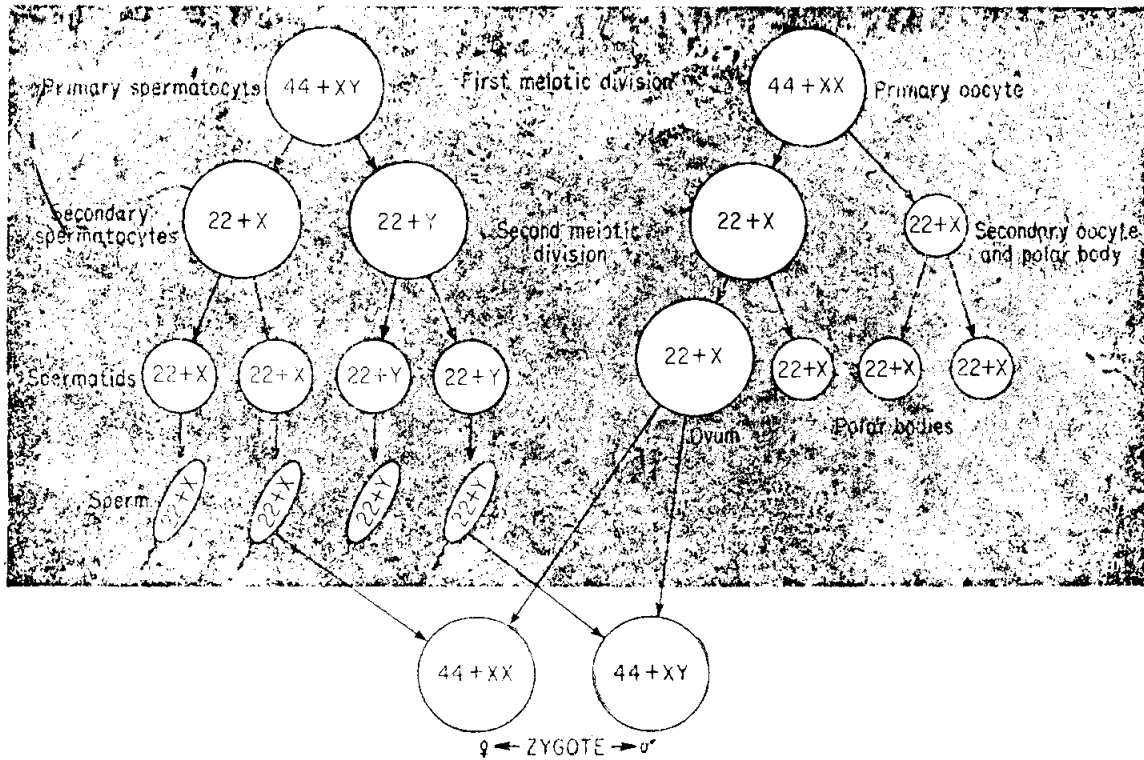 44+XY
First meiotic division
44+XX
Primary spermatocyts
Primary oocyte
22+X
22+Y
22+X
22+X
Secondary
spermatocytes
Second meiotic
division
Secondary oocyte
and polar body
22+X
22+X
22+X
22+Y
22+Y
22+X
22+X
22+X
Spermatids
Ovum
Polar bodies
Sperm
22+X
22+X
22+Y
22+Y
44+XX
44+XY
♀ ← ZYGOTE → ♂